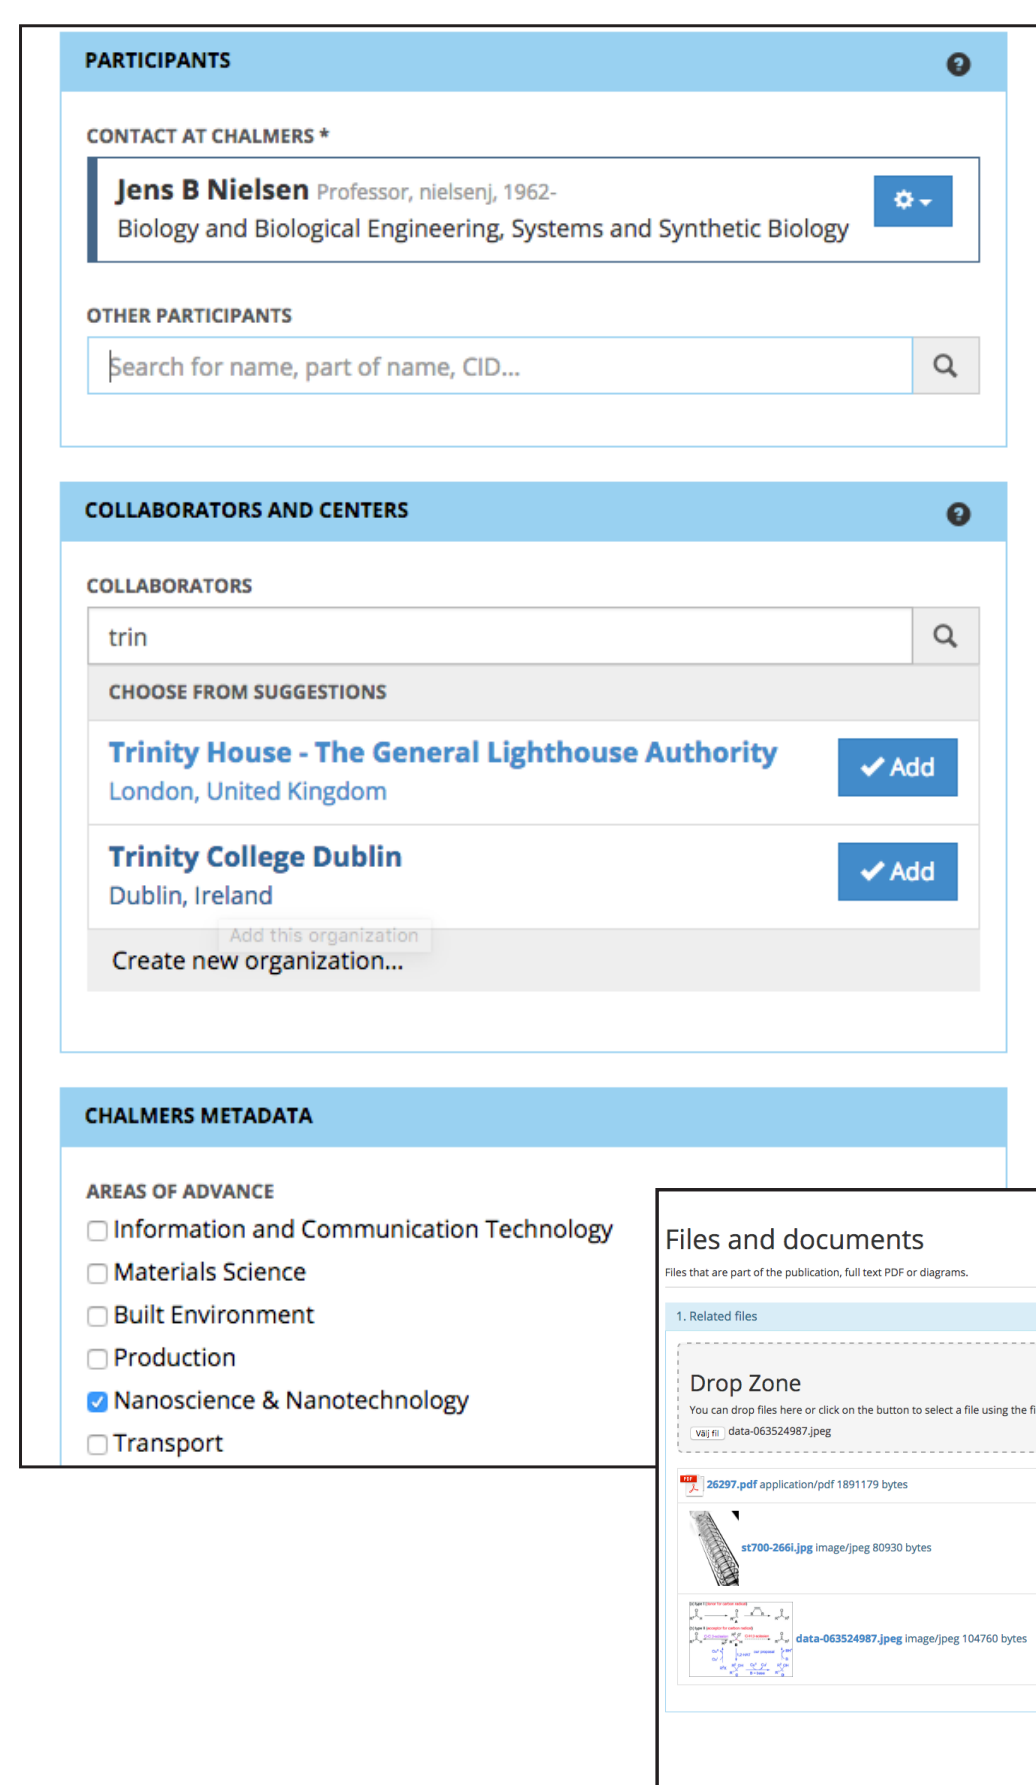 PARTICIPANTS
CONTACT AT CHALMERS *
Jens B Nielsen Professor, nielsenj, 1962-
Biology and Biological Engineering, Systems and Synthetic Biology
OTHER PARTICIPANTS
Search for name, part of name, CID...
COLLABORATORS AND CENTERS
COLLABORATORS
trin
CHOOSE FROM SUGGESTIONS
Trinity House - The General Lighthouse Authority
London, United Kingdom
Add
Trinity College Dublin
Dublin, Ireland
Add
Add this organization
Create new organization...
CHALMERS METADATA
AREAS OF ADVANCE
Information and Communication Technology
Materials Science
Built Environment
Production
Nanoscience & Nanotechnology
Transport
Files and documents
Files that are part of the publication, full text PDF or diagrams.
1. Related files
Drop Zone
You can drop files here or click on the button to select a file using the fi
Välj fil data-063524987.jpeg
PDF
26297.pdf application/pdf 1891179 bytes
st700-266i.jpg image/jpeg 80930 bytes
data-063524987.jpeg image/jpeg 104760 bytes